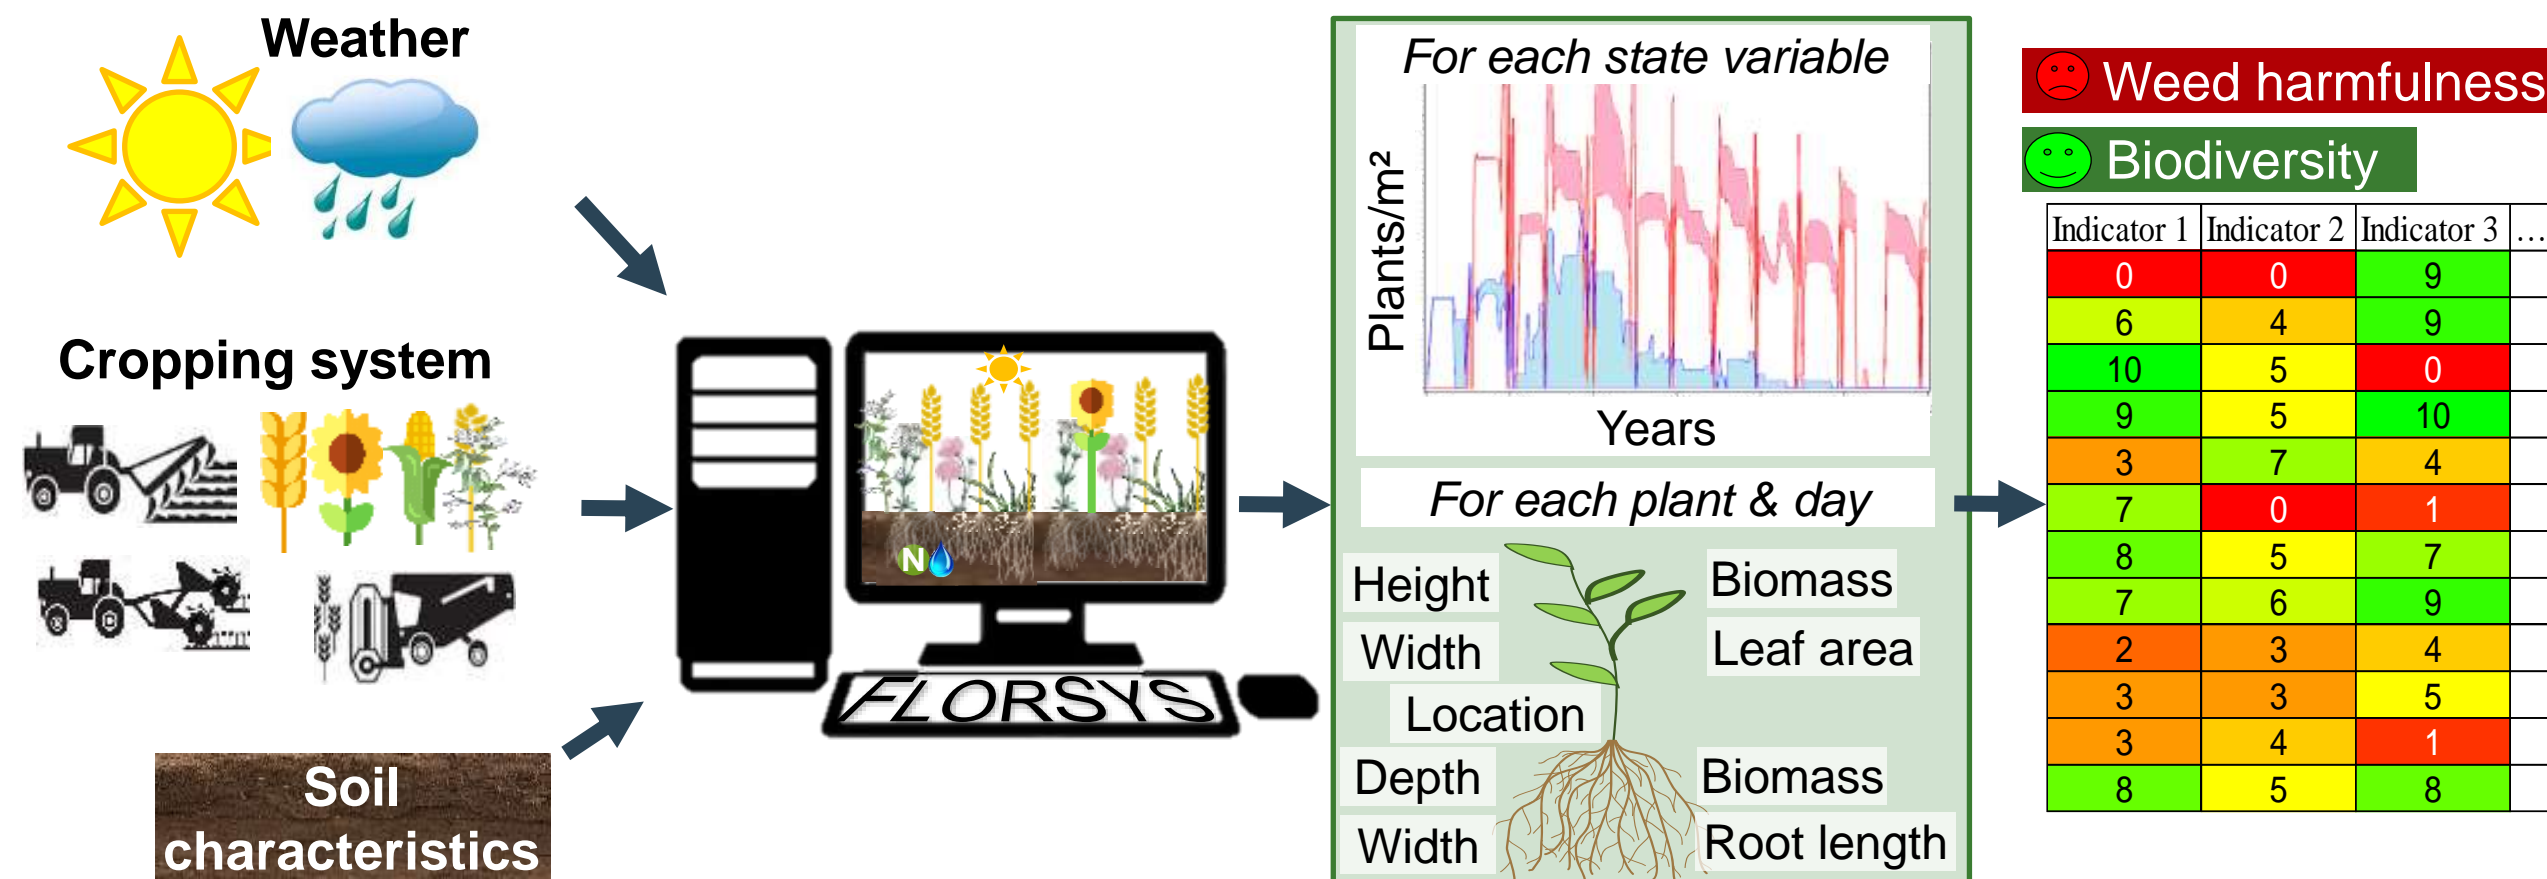 Weather
Cropping system
Soil
characteristics
N
FLORSYS
For each state variable
Plants/m²
Years
For each plant & day
Height
Biomass
Width
Leaf area
Location
Depth
Biomass
Width
Root length
Weed harmfulness
Biodiversity
Indicator 1 Indicator 2 Indicator 3 ...
0 0 9
6 4 9
10 5 0
9 5 10
3 7 4
7 0 1
8 5 7
7 6 9
2 3 4
3 3 5
3 4 1
8 5 8